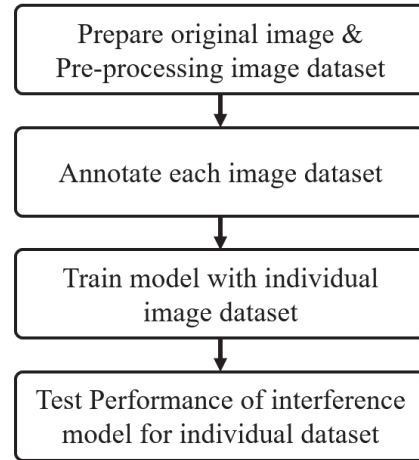 Prepare original image &
Pre-processing image dataset
Annotate each image dataset
Train model with individual
image dataset
Test Performance of interference
model for individual dataset